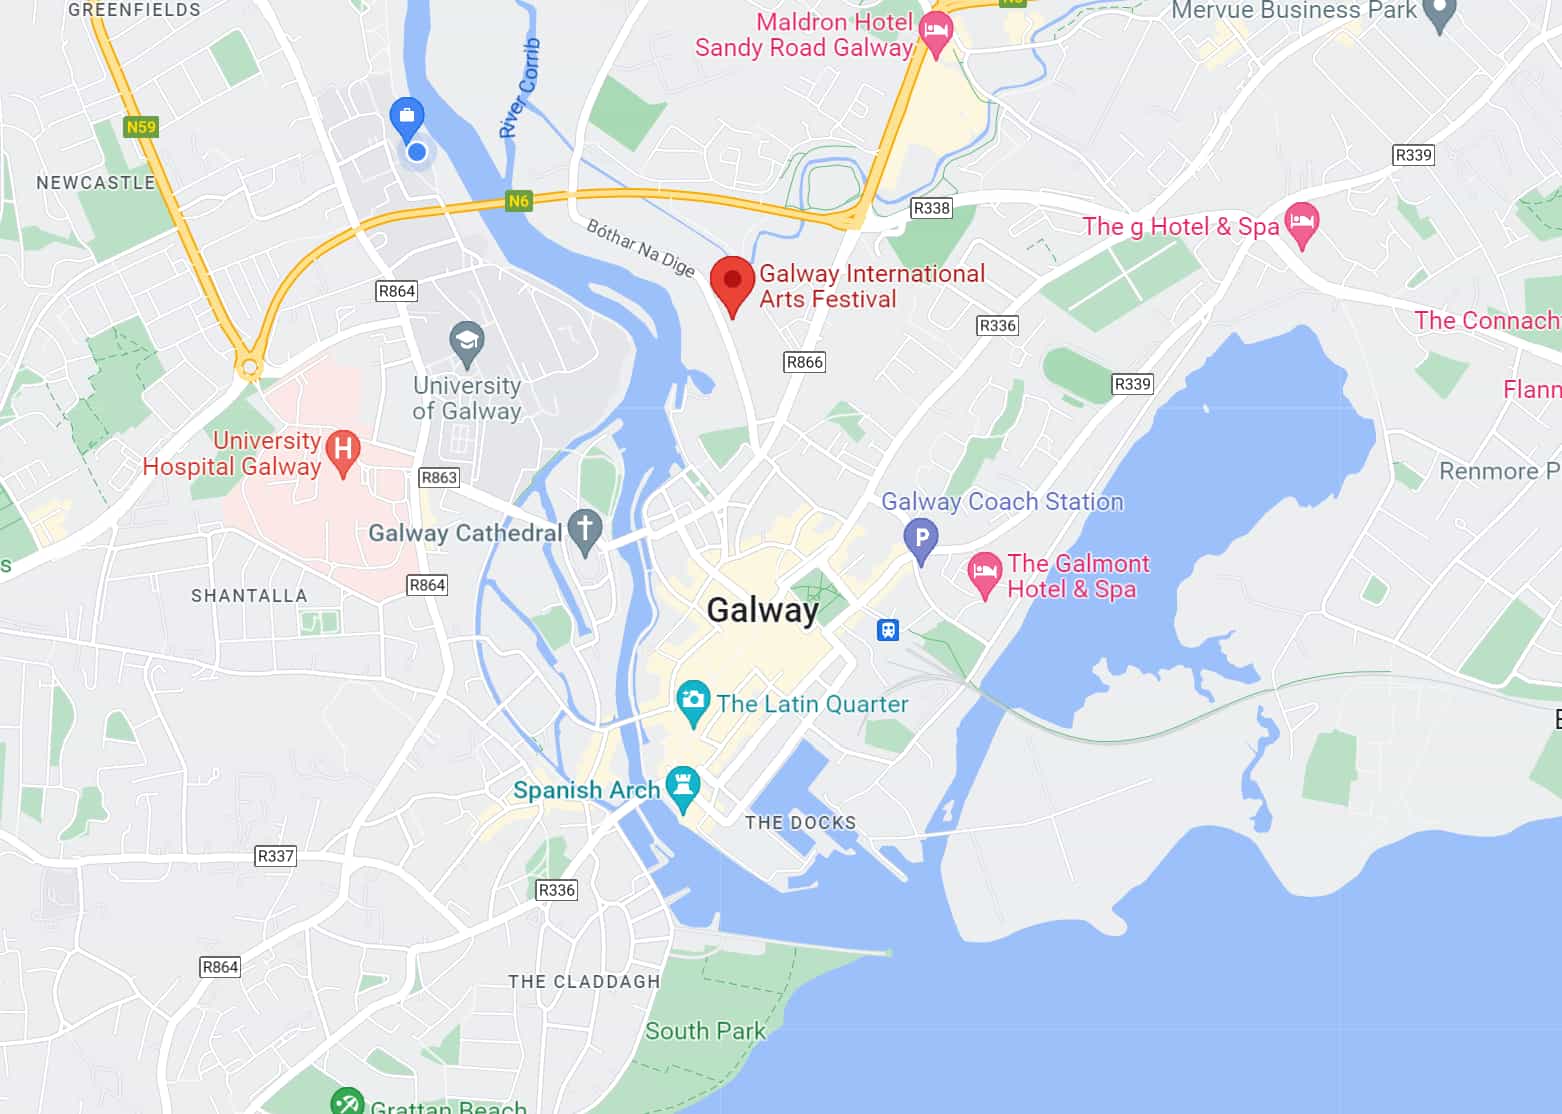 GREENFIELDS
N6
Mervue Business Park
Maldron Hotel
Sandy Road Galway
River Corrib
N59
R339
NEWCASTLE
N6
R338
The g Hotel & Spa
Bóthar Na Dige
Galway International
Arts Festival
R864
R336
The Connach
R866
University
of Galway
R339
Flann
University
Hospital Galway
H
R863
Renmore P
Galway Coach Station
P
Galway Cathedral
The Galmont
Hotel & Spa
s
R864
SHANTALLA
Galway
The Latin Quarter
E
Spanish Arch
THE DOCKS
R337
R336
R864
THE CLADDAGH
South Park
Grattan Beach